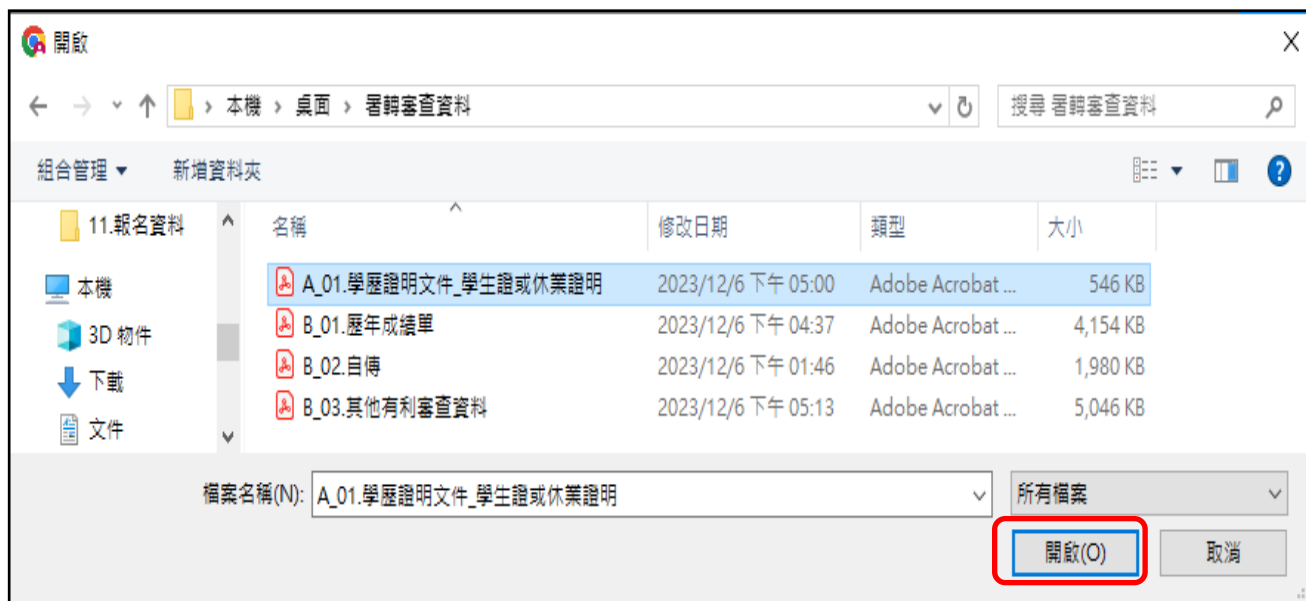 開啟
本機 › 桌面 › 暑轉審查資料
搜尋 暑轉審查資料
組合管理 新增資料夾
11.報名資料
本機
3D 物件
下載
文件
名稱 修改日期 類型 大小
A_01.學歷證明文件_學生證或休業證明 2023/12/6 下午 05:00 Adobe Acrobat ... 546 KB
B_01.歷年成績單 2023/12/6 下午 04:37 Adobe Acrobat ... 4,154 KB
B_02.自傳 2023/12/6 下午 01:46 Adobe Acrobat ... 1,980 KB
B_03.其他有利審查資料 2023/12/6 下午 05:13 Adobe Acrobat ... 5,046 KB
檔案名稱(N): A_01.學歷證明文件_學生證或休業證明 所有檔案
開啟(O) 取消